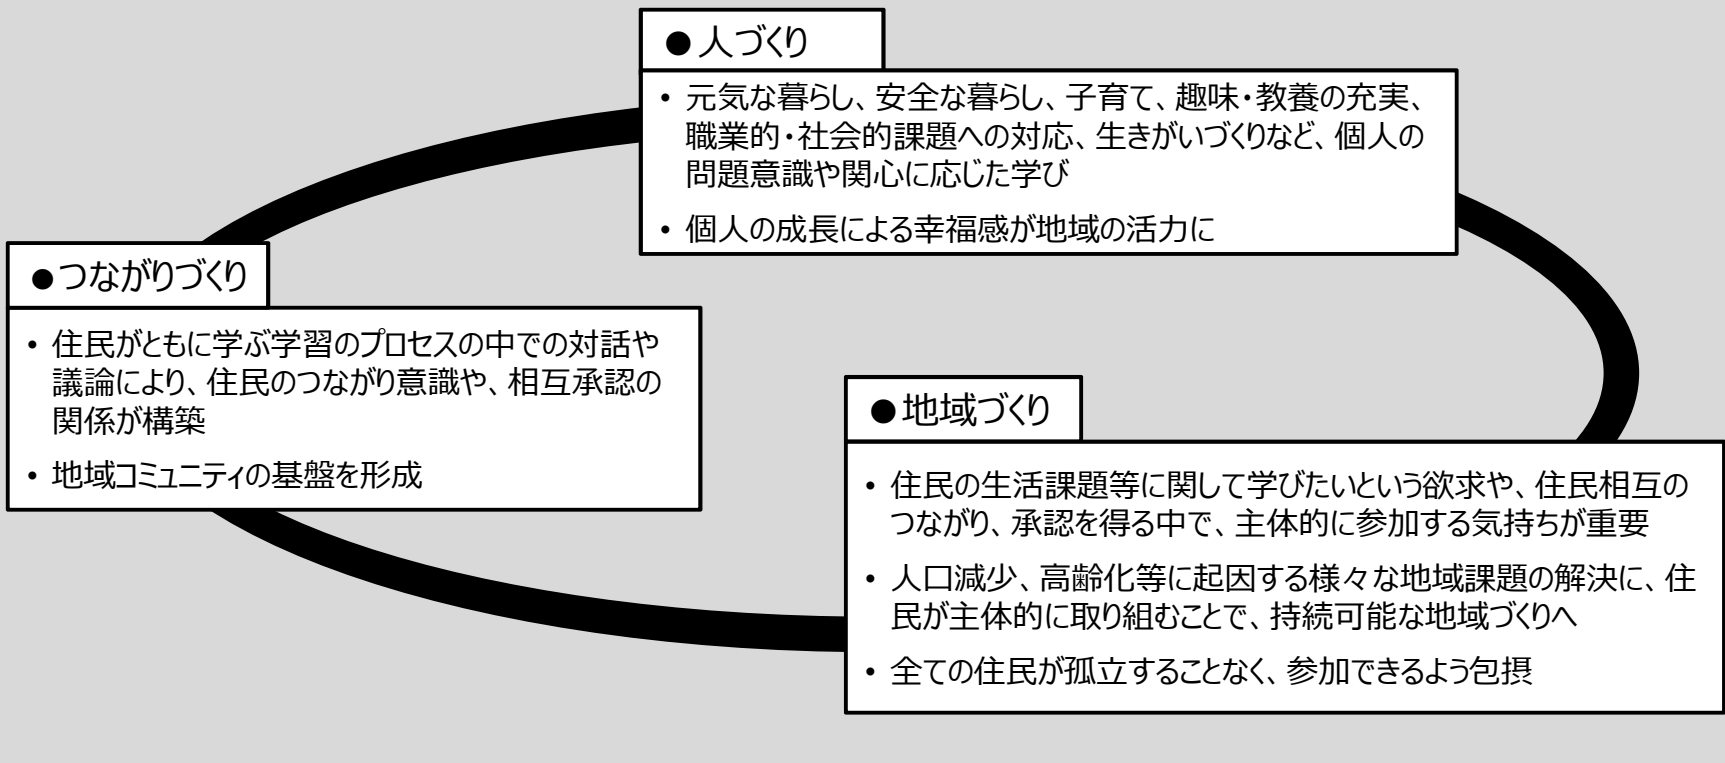 ●人づくり
• 元気な暮らし、安全な暮らし、子育て、趣味・教養の充実、
職業的・社会的課題への対応、生きがいづくりなど、個人の
問題意識や関心に応じた学び
• 個人の成長による幸福感が地域の活力に
●つながりづくり
• 住民がともに学ぶ学習のプロセスの中での対話や
議論により、住民のつながり意識や、相互承認の
関係が構築
• 地域コミュニティの基盤を形成
●地域づくり
• 住民の生活課題等に関して学びたいという欲求や、住民相互の
つながり、承認を得る中で、主体的に参加する気持ちが重要
• 人口減少、高齢化等に起因する様々な地域課題の解決に、住
民が主体的に取り組むことで、持続可能な地域づくりへ
• 全ての住民が孤立することなく、参加できるよう包摂